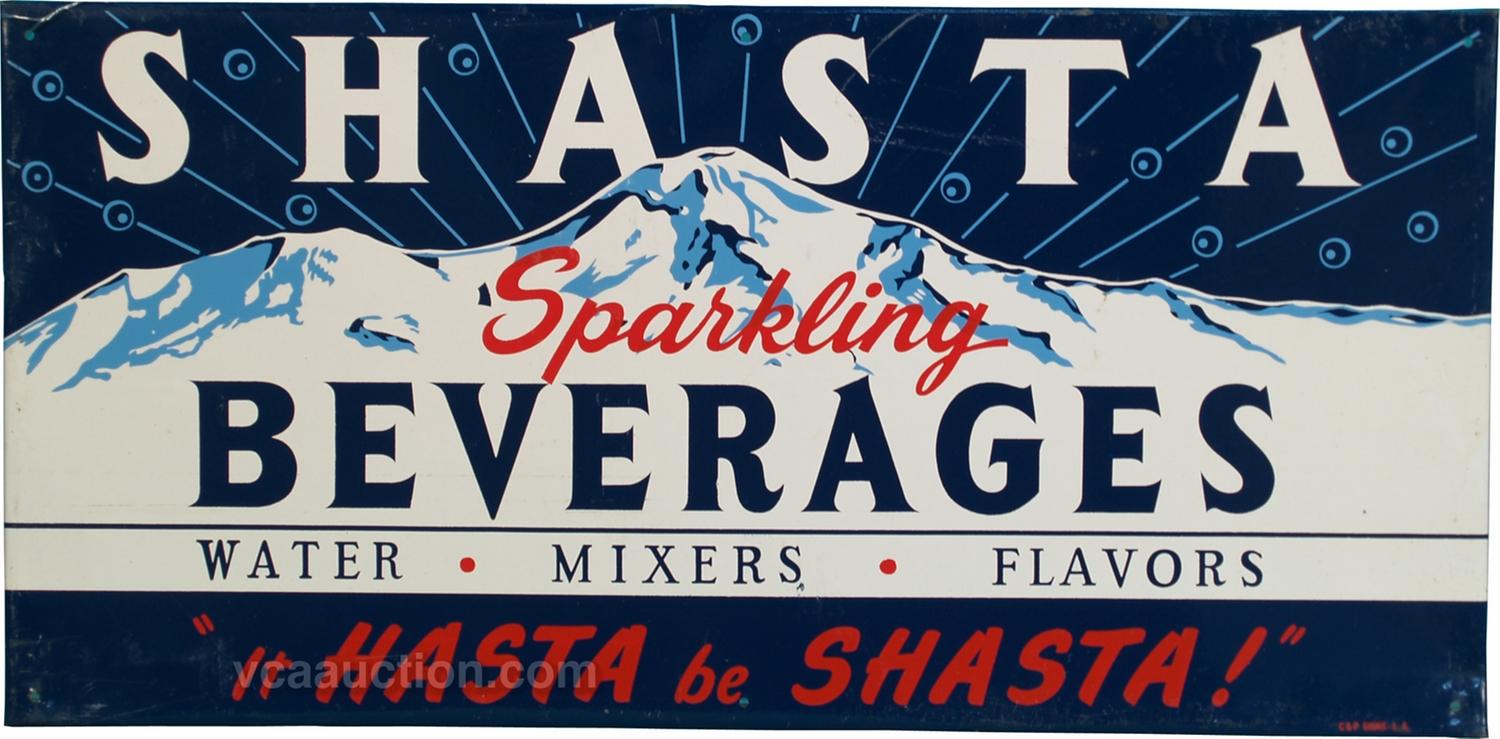 SHASTA
Sparkling
BEVERAGES
WATER • MIXERS • FLAVORS
"It HASTA be SHASTA!"
vcaauction.com